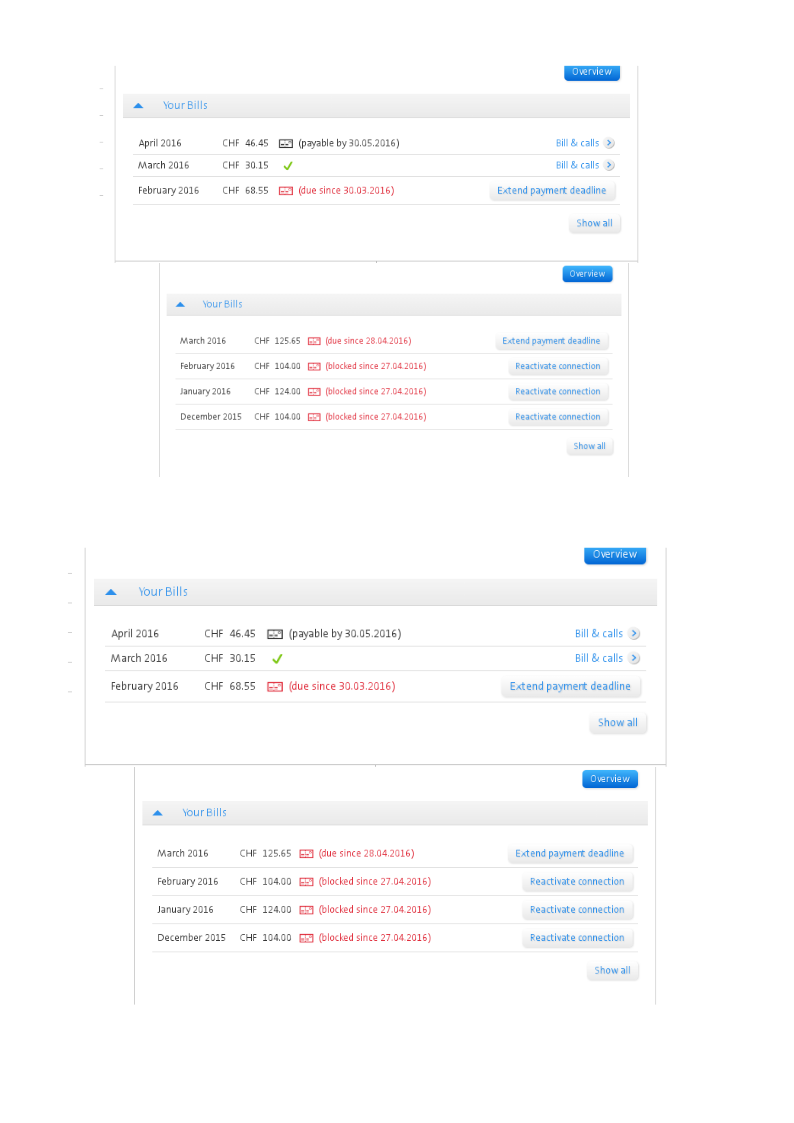 Overview
Your Bills
April 2016 CHF 46.45 (payable by 30.05.2016) Bill & calls
March 2016 CHF 30.15 Bill & calls
February 2016 CHF 68.55 (due since 30.03.2016) Extend payment deadline
Show all
Overview
Your Bills
March 2016 CHF 125.65 (due since 28.04.2016) Extend payment deadline
February 2016 CHF 104.00 (blocked since 27.04.2016) Reactivate connection
January 2016 CHF 124.00 (blocked since 27.04.2016) Reactivate connection
December 2015 CHF 104.00 (blocked since 27.04.2016) Reactivate connection
Show all
Overview
Your Bills
April 2016 CHF 46.45 (payable by 30.05.2016) Bill & calls
March 2016 CHF 30.15 Bill & calls
February 2016 CHF 68.55 (due since 30.03.2016) Extend payment deadline
Show all
Overview
Your Bills
March 2016 CHF 125.65 (due since 28.04.2016) Extend payment deadline
February 2016 CHF 104.00 (blocked since 27.04.2016) Reactivate connection
January 2016 CHF 124.00 (blocked since 27.04.2016) Reactivate connection
December 2015 CHF 104.00 (blocked since 27.04.2016) Reactivate connection
Show all